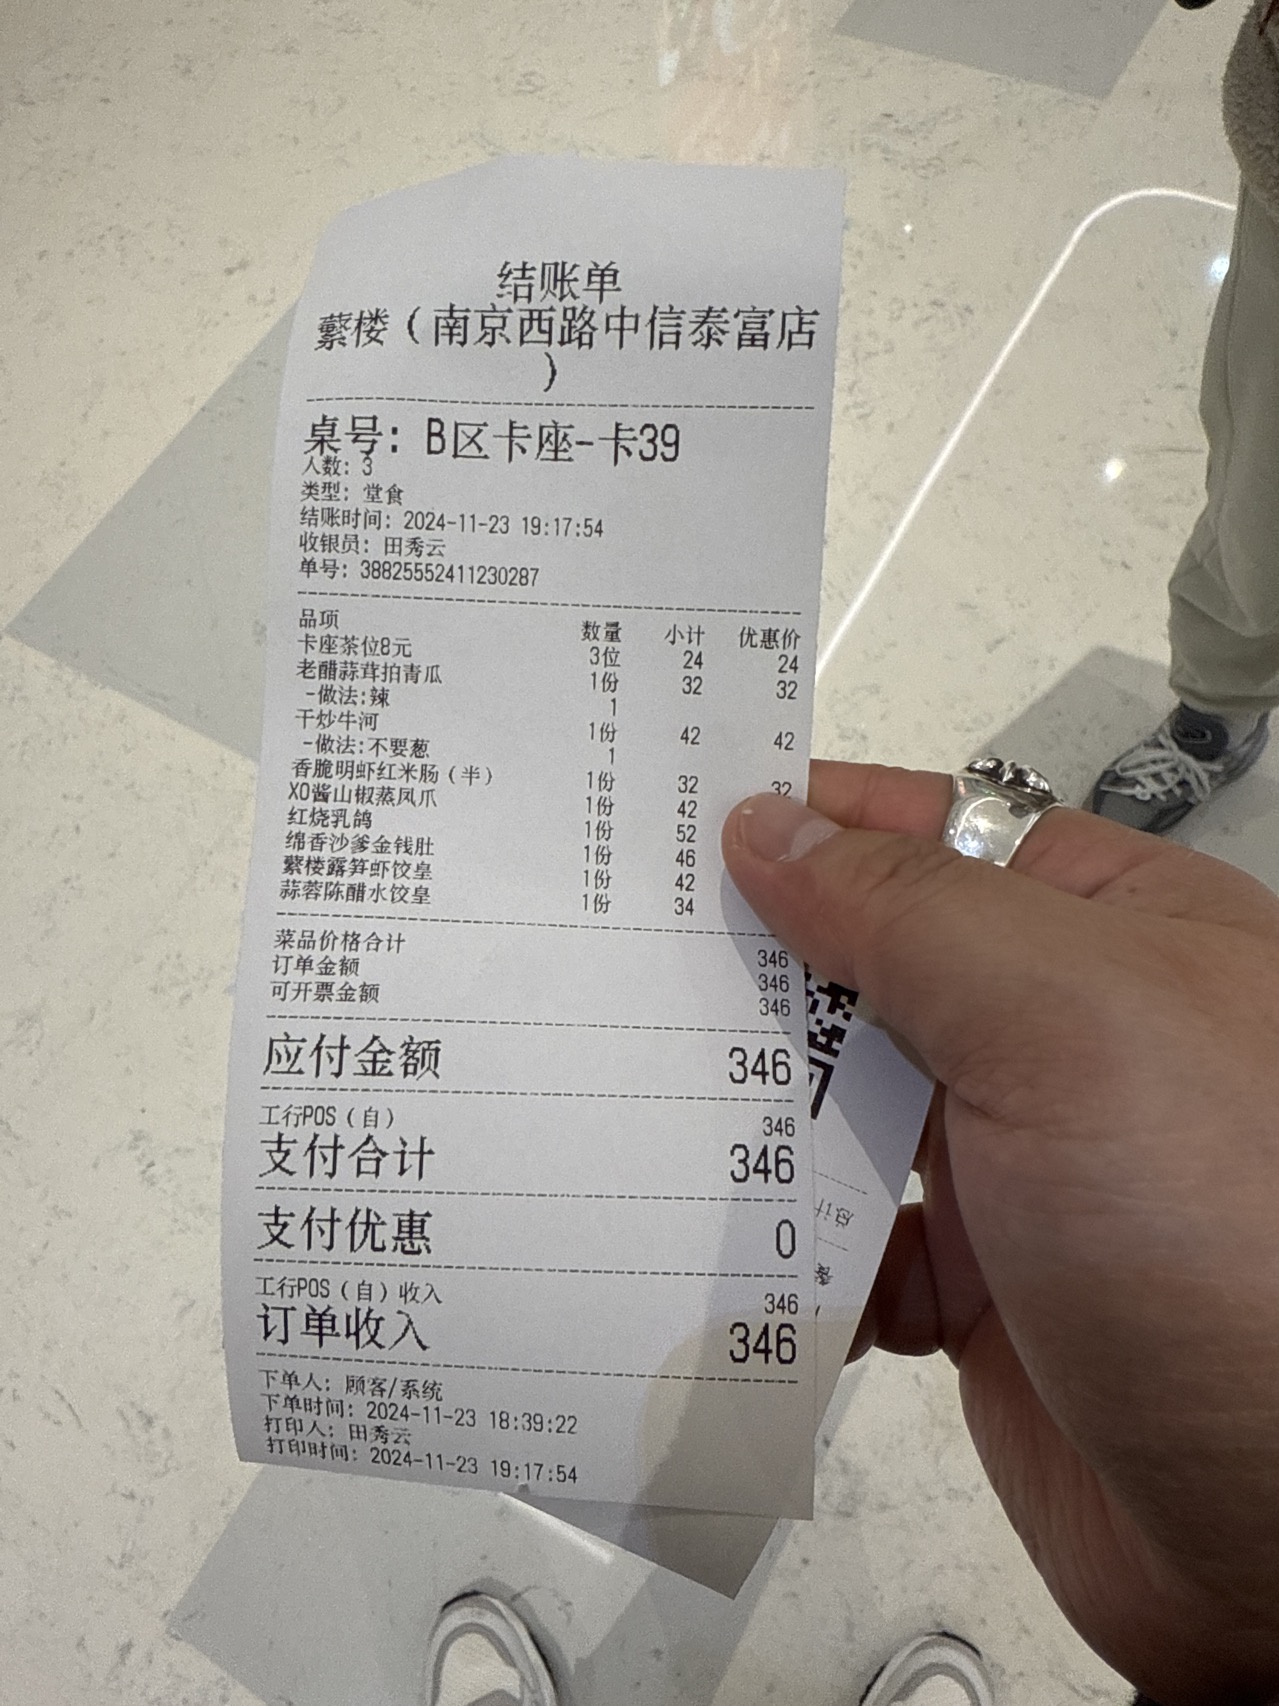 结账单
蘩楼（南京西路中信泰富店
）
桌号: B区卡座-卡39
人数: 3
类型: 堂食
结账时间: 2024-11-23 19:17:54
收银员: 田秀云
单号: 38825552411230287
品项 数量 小计 优惠价
卡座茶位8元 3位 24 24
老醋蒜茸拍青瓜 1份 32 32
-做法:辣 1
干炒牛河 1份 42 42
-做法:不要葱 1
香脆明虾红米肠（半） 1份 32 32
XO酱山椒蒸凤爪 1份 42
红烧乳鸽 1份 52
绵香沙爹金钱肚 1份 46
蘩楼露笋虾饺皇 1份 42
蒜蓉陈醋水饺皇 1份 34
菜品价格合计 346
订单金额 346
可开票金额 346
应付金额 346
工行POS（自） 346
支付合计 346
支付优惠 0
工行POS（自）收入 346
订单收入 346
下单人: 顾客/系统
下单时间: 2024-11-23 18:39:22
打印人: 田秀云
打印时间: 2024-11-23 19:17:54
总计